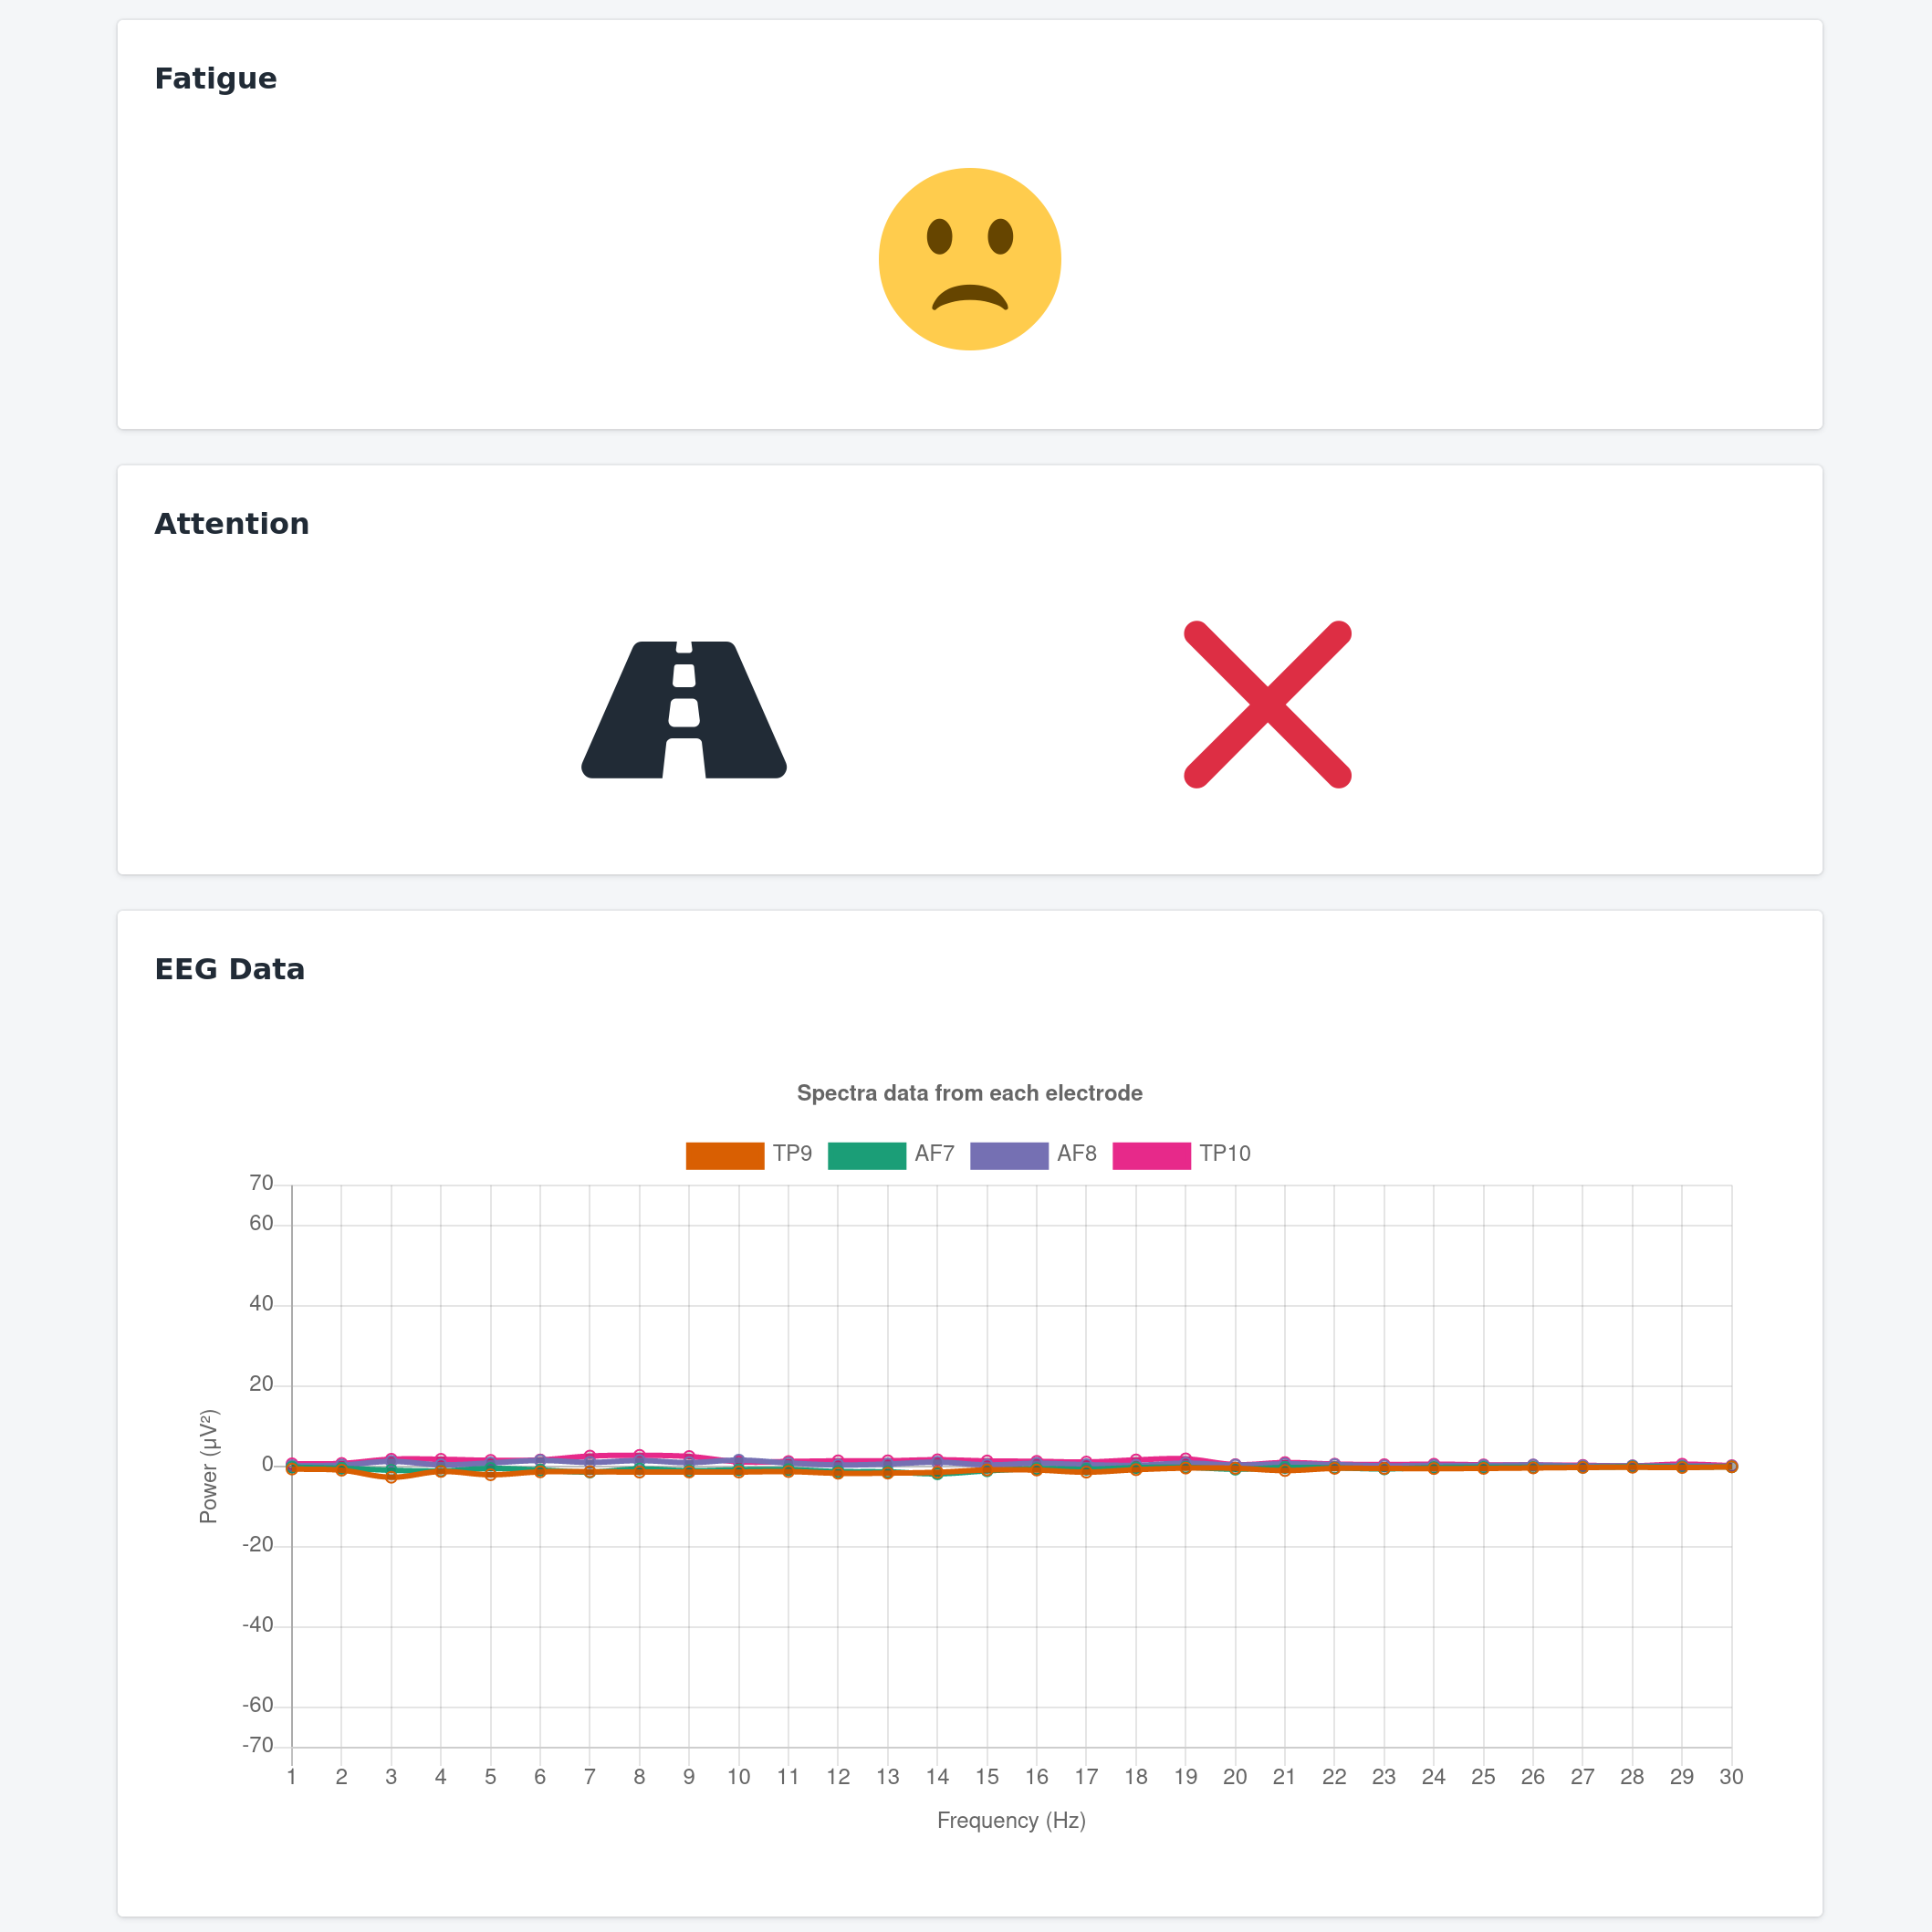 Fatigue
Attention
EEG Data
Spectra data from each electrode
TP9 AF7 AF8 TP10
70
60
40
20
0
-20
-40
-60
-70
Power (µV²)
1 2 3 4 5 6 7 8 9 10 11 12 13 14 15 16 17 18 19 20 21 22 23 24 25 26 27 28 29 30
Frequency (Hz)